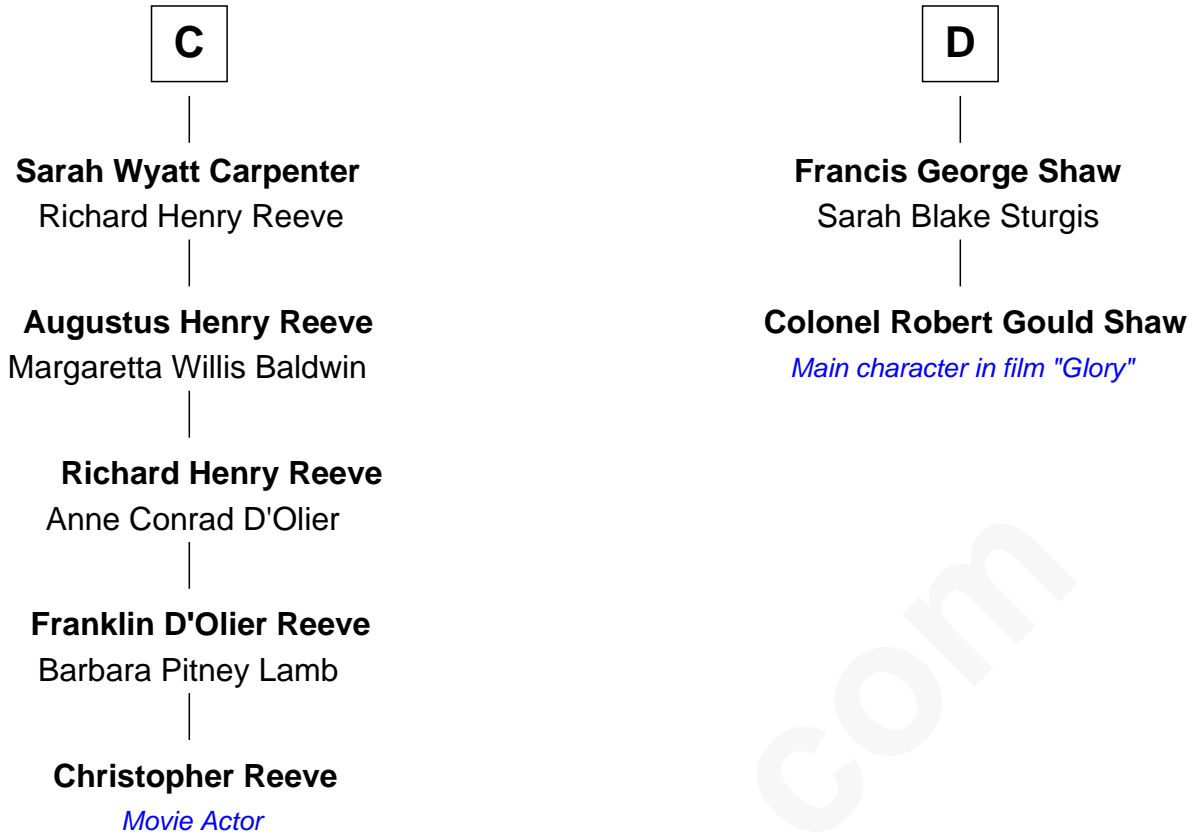 C
Sarah Wyatt Carpenter
Richard Henry Reeve
Augustus Henry Reeve
Margaretta Willis Baldwin
Richard Henry Reeve
Anne Conrad D'Olier
Franklin D'Olier Reeve
Barbara Pitney Lamb
Christopher Reeve
Movie Actor
D
Francis George Shaw
Sarah Blake Sturgis
Colonel Robert Gould Shaw
Main character in film "Glory"
com